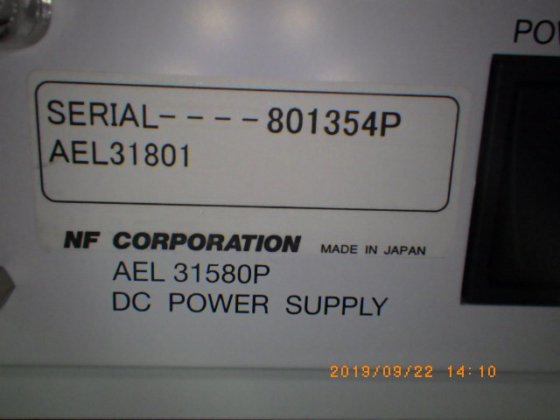 POW
SERIAL----801354P
AEL31801
NF CORPORATION MADE IN JAPAN
AEL 31580P
DC POWER SUPPLY
2019/09/22 14:10